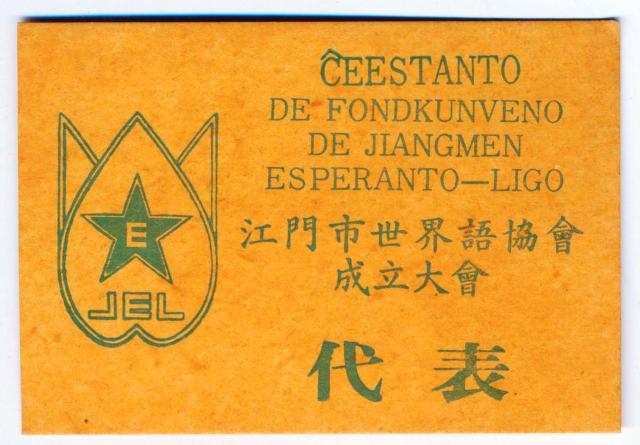 ĈEESTANTO
DE FONDKUNVENO
DE JIANGMEN
ESPERANTO—LIGO
江門市世界語協會
成立大會
代表
E
JEL